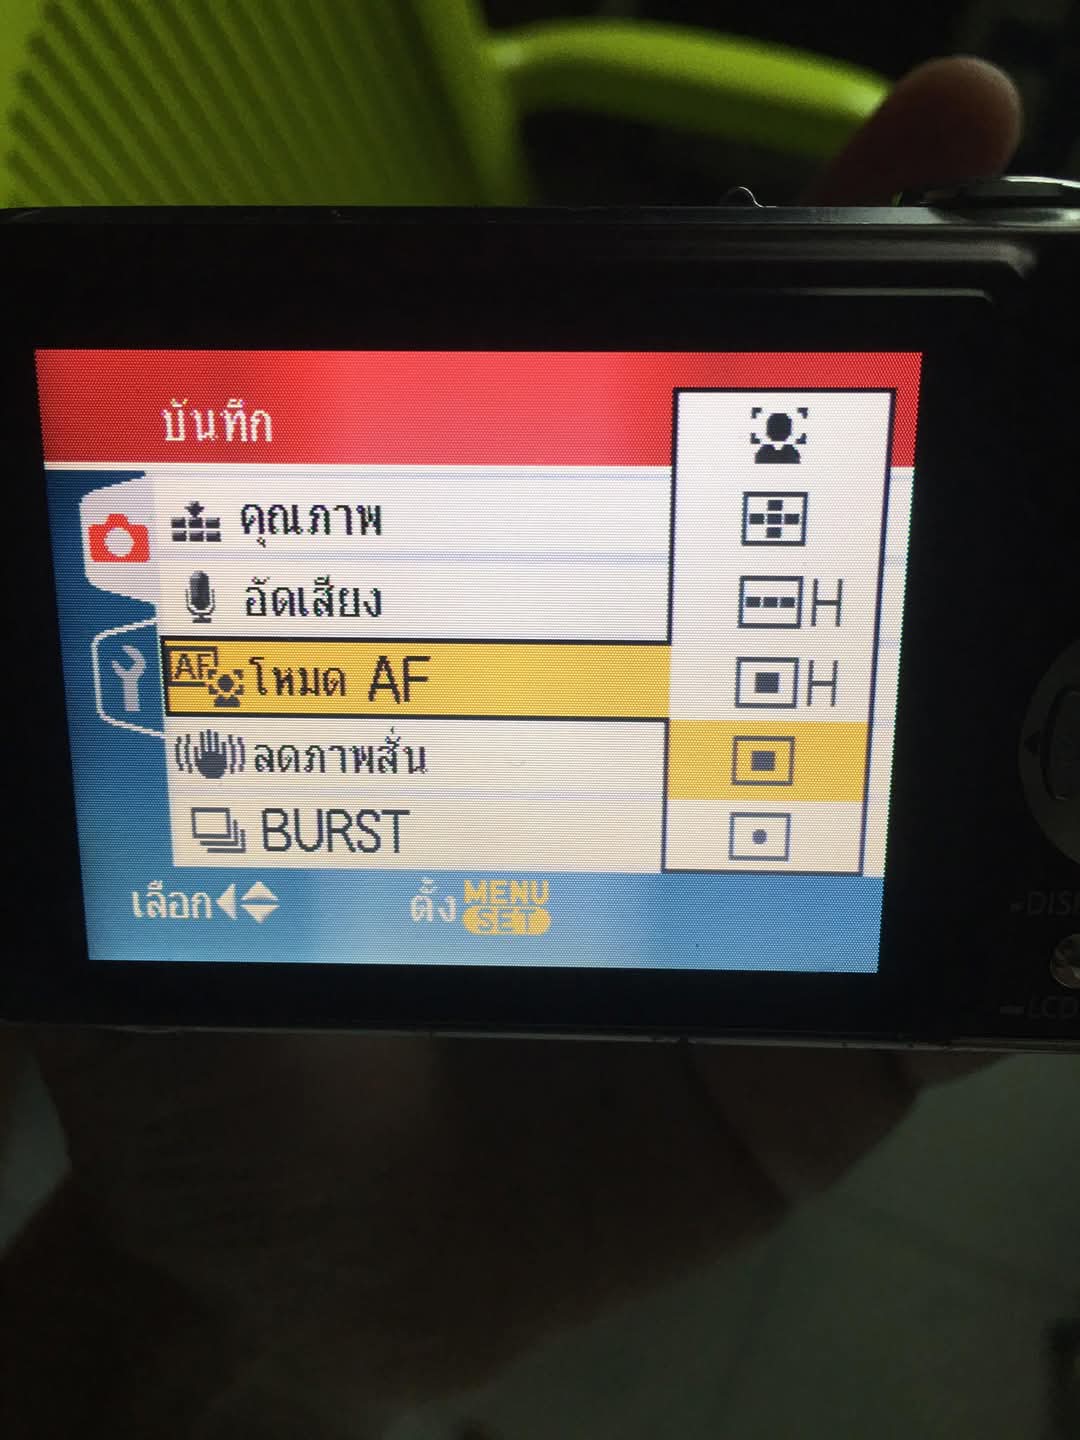 บันทึก
คุณภาพ
อัดเสียง
H
AF โหมด AF
H
ลดภาพสั่น
BURST
เลือก
ตั้ง MENU
SET
LCD